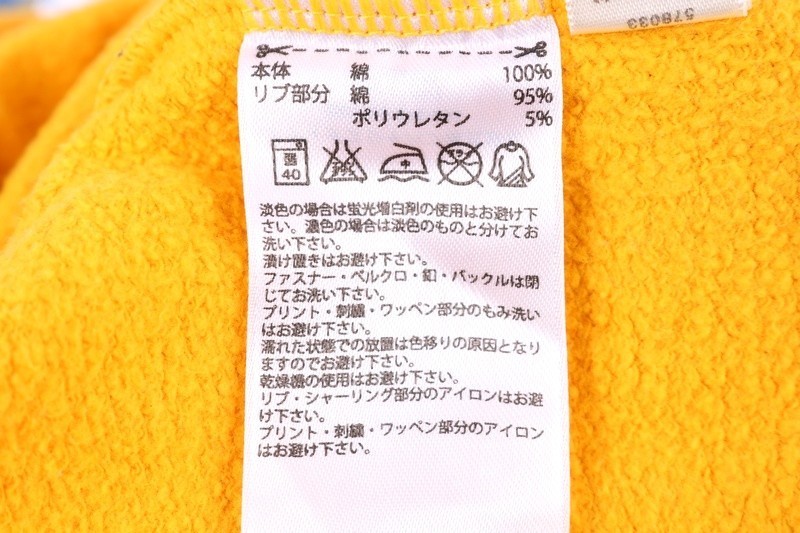 578033
本体 綿 100%
リブ部分 綿 95%
ポリウレタン 5%
40
淡色の場合は蛍光増白剤の使用はお避け下
さい。濃色の場合は淡色のものと分けてお
洗い下さい。
漬け置きはお避け下さい。
ファスナー・ベルクロ・釦・バックルは閉
じてお洗い下さい。
プリント・刺繍・ワッペン部分のもみ洗い
はお避け下さい。
濡れた状態での放置は色移りの原因となり
ますのでお避け下さい。
乾燥機の使用はお避け下さい。
リブ・シャーリング部分のアイロンはお避
け下さい。
プリント・刺繍・ワッペン部分のアイロン
はお避け下さい。